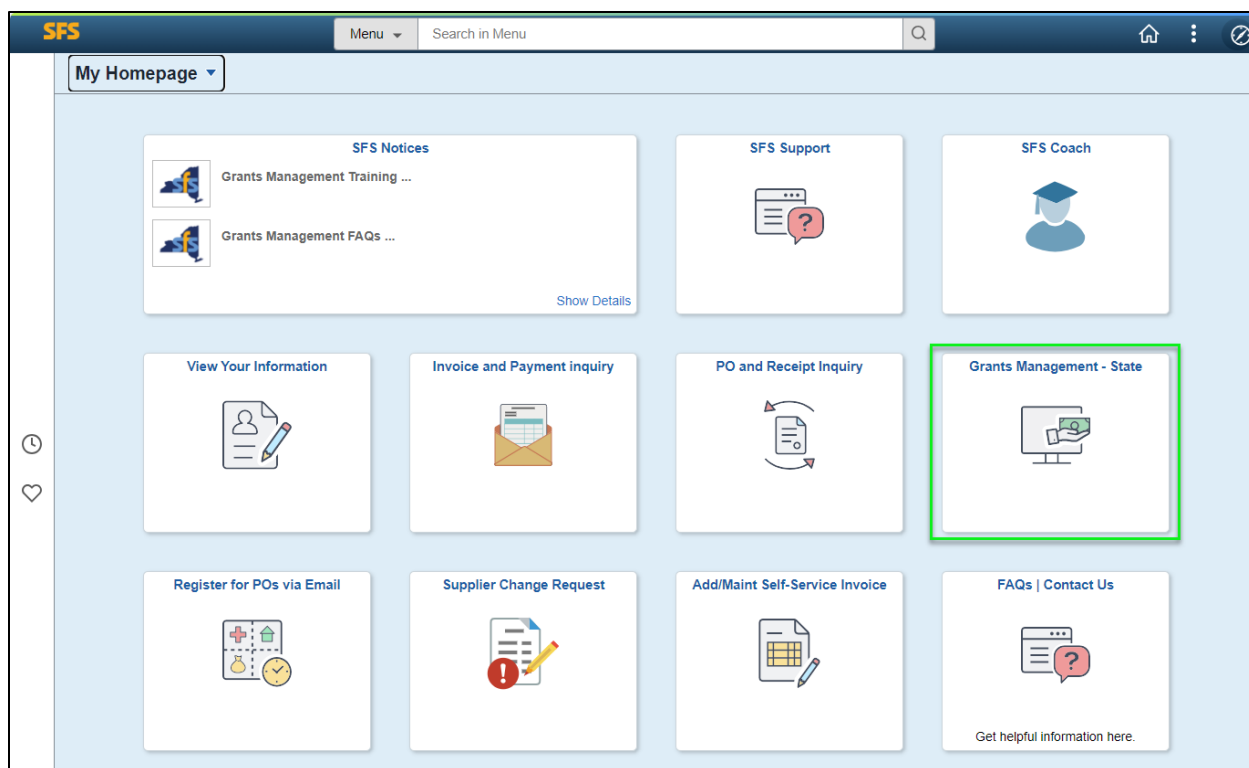 SFS
Menu
Search in Menu
My Homepage
SFS Notices
sfs
Grants Management Training ...
sfs
Grants Management FAQs ...
Show Details
SFS Support
?
SFS Coach
View Your Information
Invoice and Payment inquiry
PO and Receipt Inquiry
Grants Management - State
Register for POs via Email
Supplier Change Request
!
Add/Maint Self-Service Invoice
FAQs | Contact Us
?
Get helpful information here.